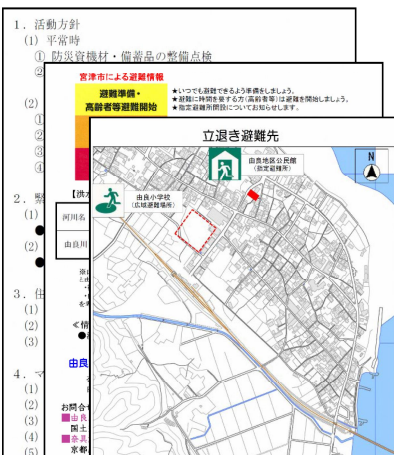 1．活動方針
(1) 平常時
① 防災資機材・備蓄品の整備点検
②
(2)
①
②
③
④
2．緊
(1)
●
(2)
●
3．住
(1)
(2)
(3)
4．マ
(1)
(2)
(3)
(4)
(5)
宮津市による避難情報
避難準備・
高齢者等避難開始
★いつでも避難できるよう準備をしましょう。
★避難に時間を要する方（高齢者等）は避難を開始しましょう。
★指定避難所開設についてお知らせします。
【洪
河川名
由良川
≪情
●
由良
お問合せ
■由良
国土
■奈具
京都
立退き避難先
由良地区公民館
（指定避難所）
由良小学校
（広域避難場所）
N